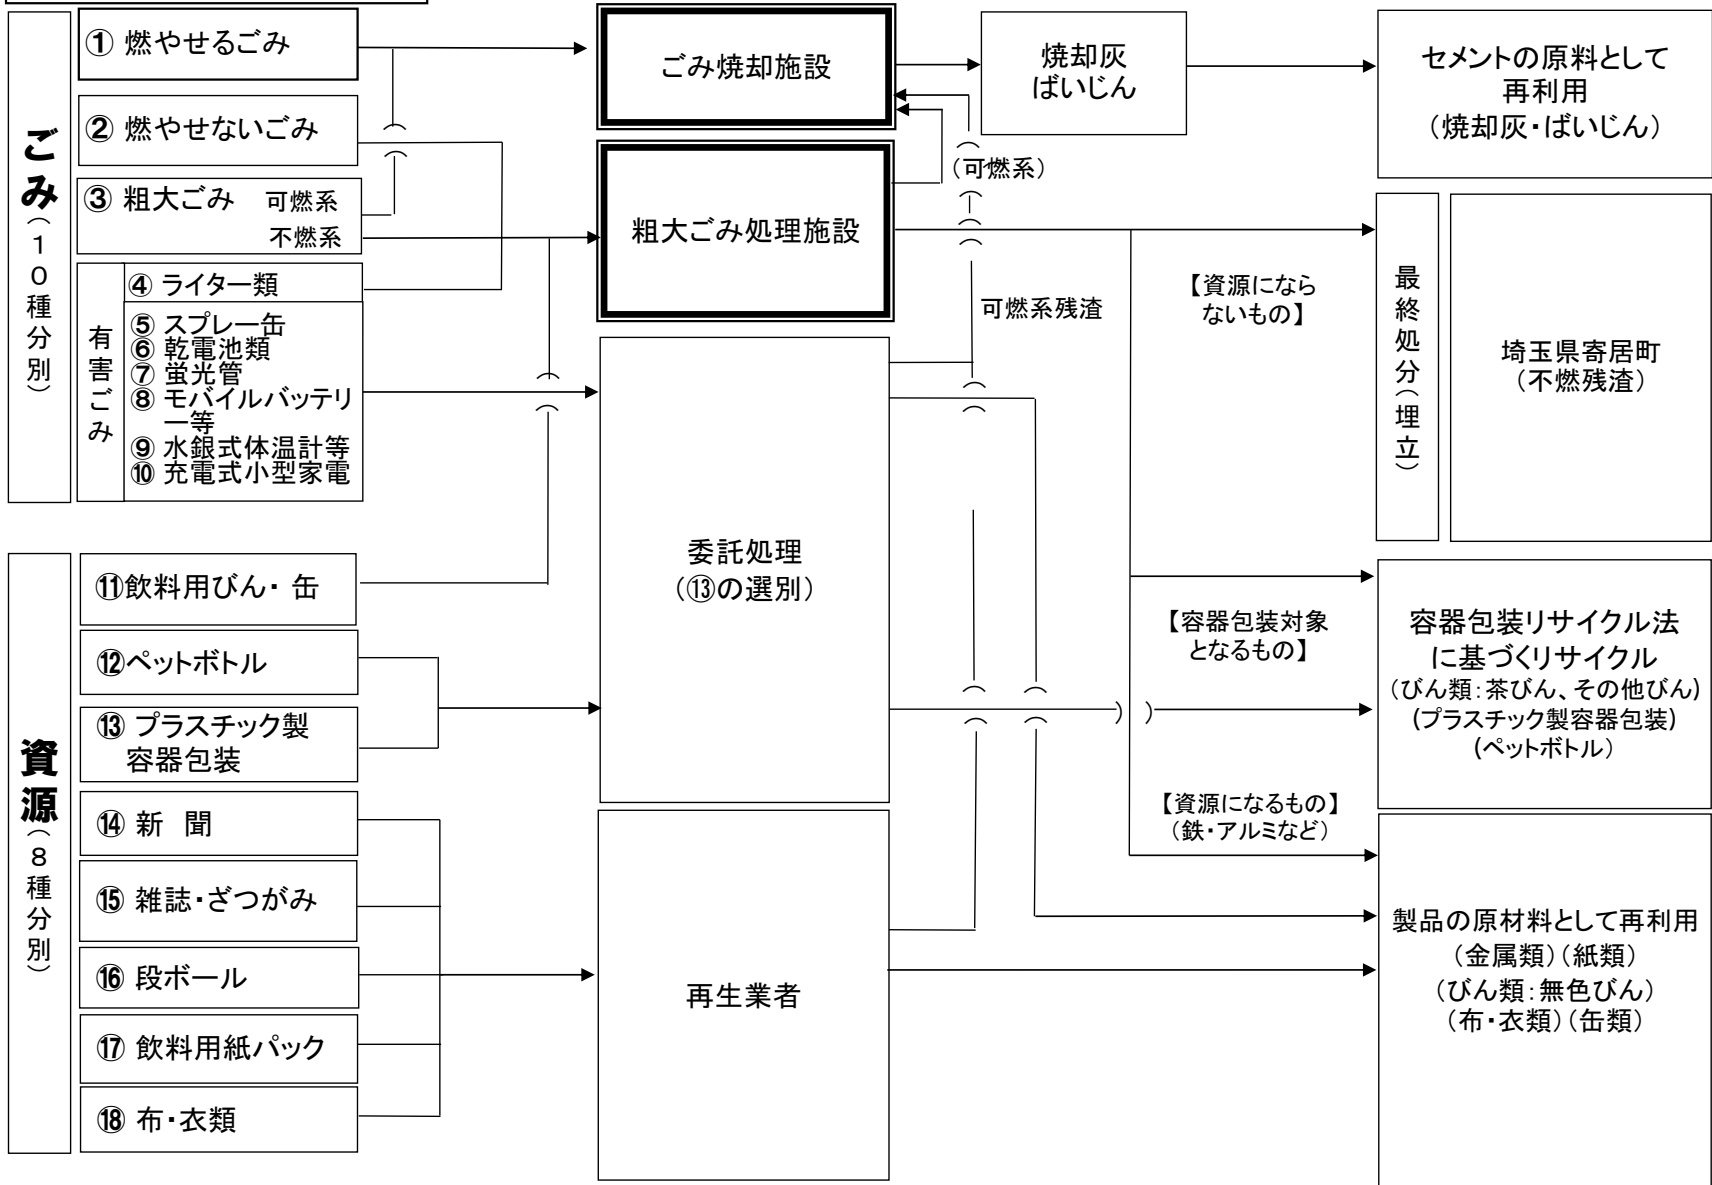 ごみ（10種分別）
① 燃やせるごみ
② 燃やせないごみ
③ 粗大ごみ 可燃系
不燃系
有害ごみ
④ ライター類
⑤ スプレー缶
⑥ 乾電池類
⑦ 蛍光管
⑧ モバイルバッテリ
ー等
⑨ 水銀式体温計等
⑩ 充電式小型家電
資源（8種分別）
⑪飲料用びん・缶
⑫ペットボトル
⑬ プラスチック製
容器包装
⑭ 新 聞
⑮ 雑誌・ざつがみ
⑯ 段ボール
⑰ 飲料用紙パック
⑱ 布・衣類
ごみ焼却施設
粗大ごみ処理施設
委託処理
（⑬の選別）
再生業者
焼却灰
ばいじん
（可燃系）
可燃系残渣
【資源になら
ないもの】
【容器包装対象
となるもの】
【資源になるもの】
（鉄・アルミなど）
セメントの原料として
再利用
（焼却灰・ばいじん）
最終処分（埋立）
埼玉県寄居町
（不燃残渣）
容器包装リサイクル法
に基づくリサイクル
（びん類：茶びん、その他びん）
(プラスチック製容器包装)
(ペットボトル）
製品の原材料として再利用
（金属類）（紙類）
（びん類：無色びん）
（布・衣類）（缶類）